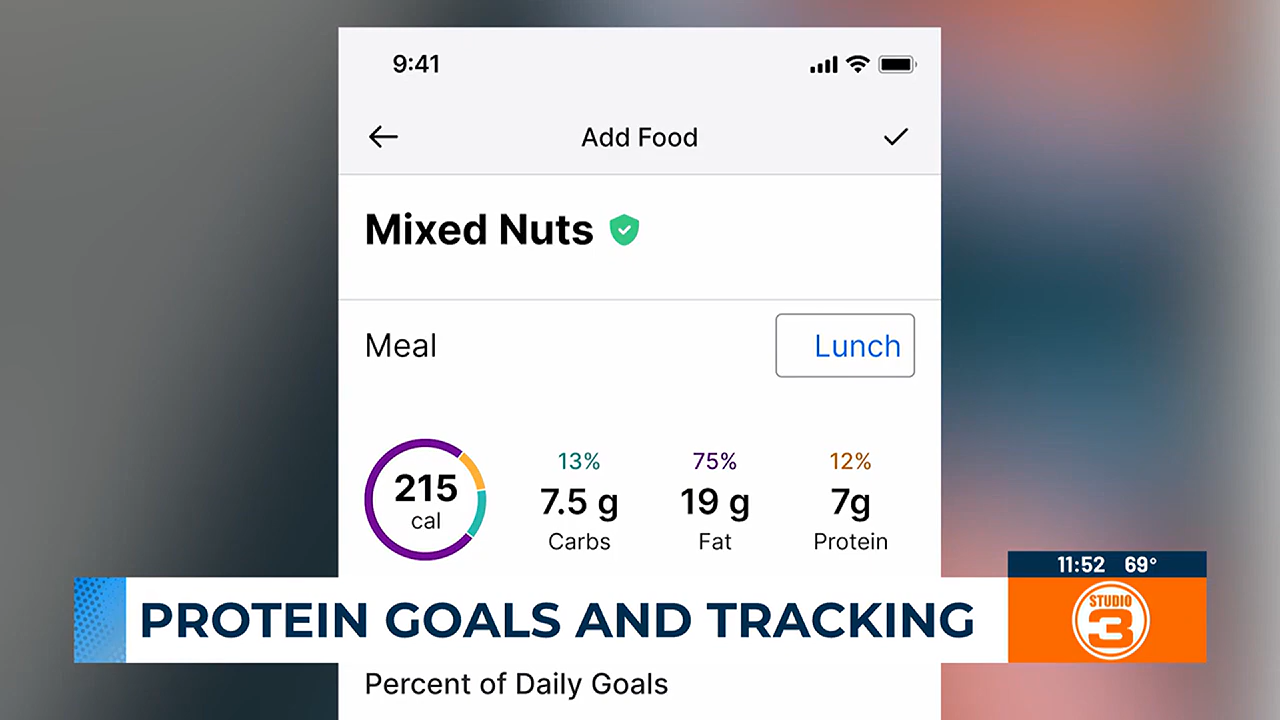 9:41
Add Food
Mixed Nuts
Meal
Lunch
215
cal
13%
7.5 g
Carbs
75%
19 g
Fat
12%
7g
Protein
11:52 69°
PROTEIN GOALS AND TRACKING
STUDIO
3
Percent of Daily Goals